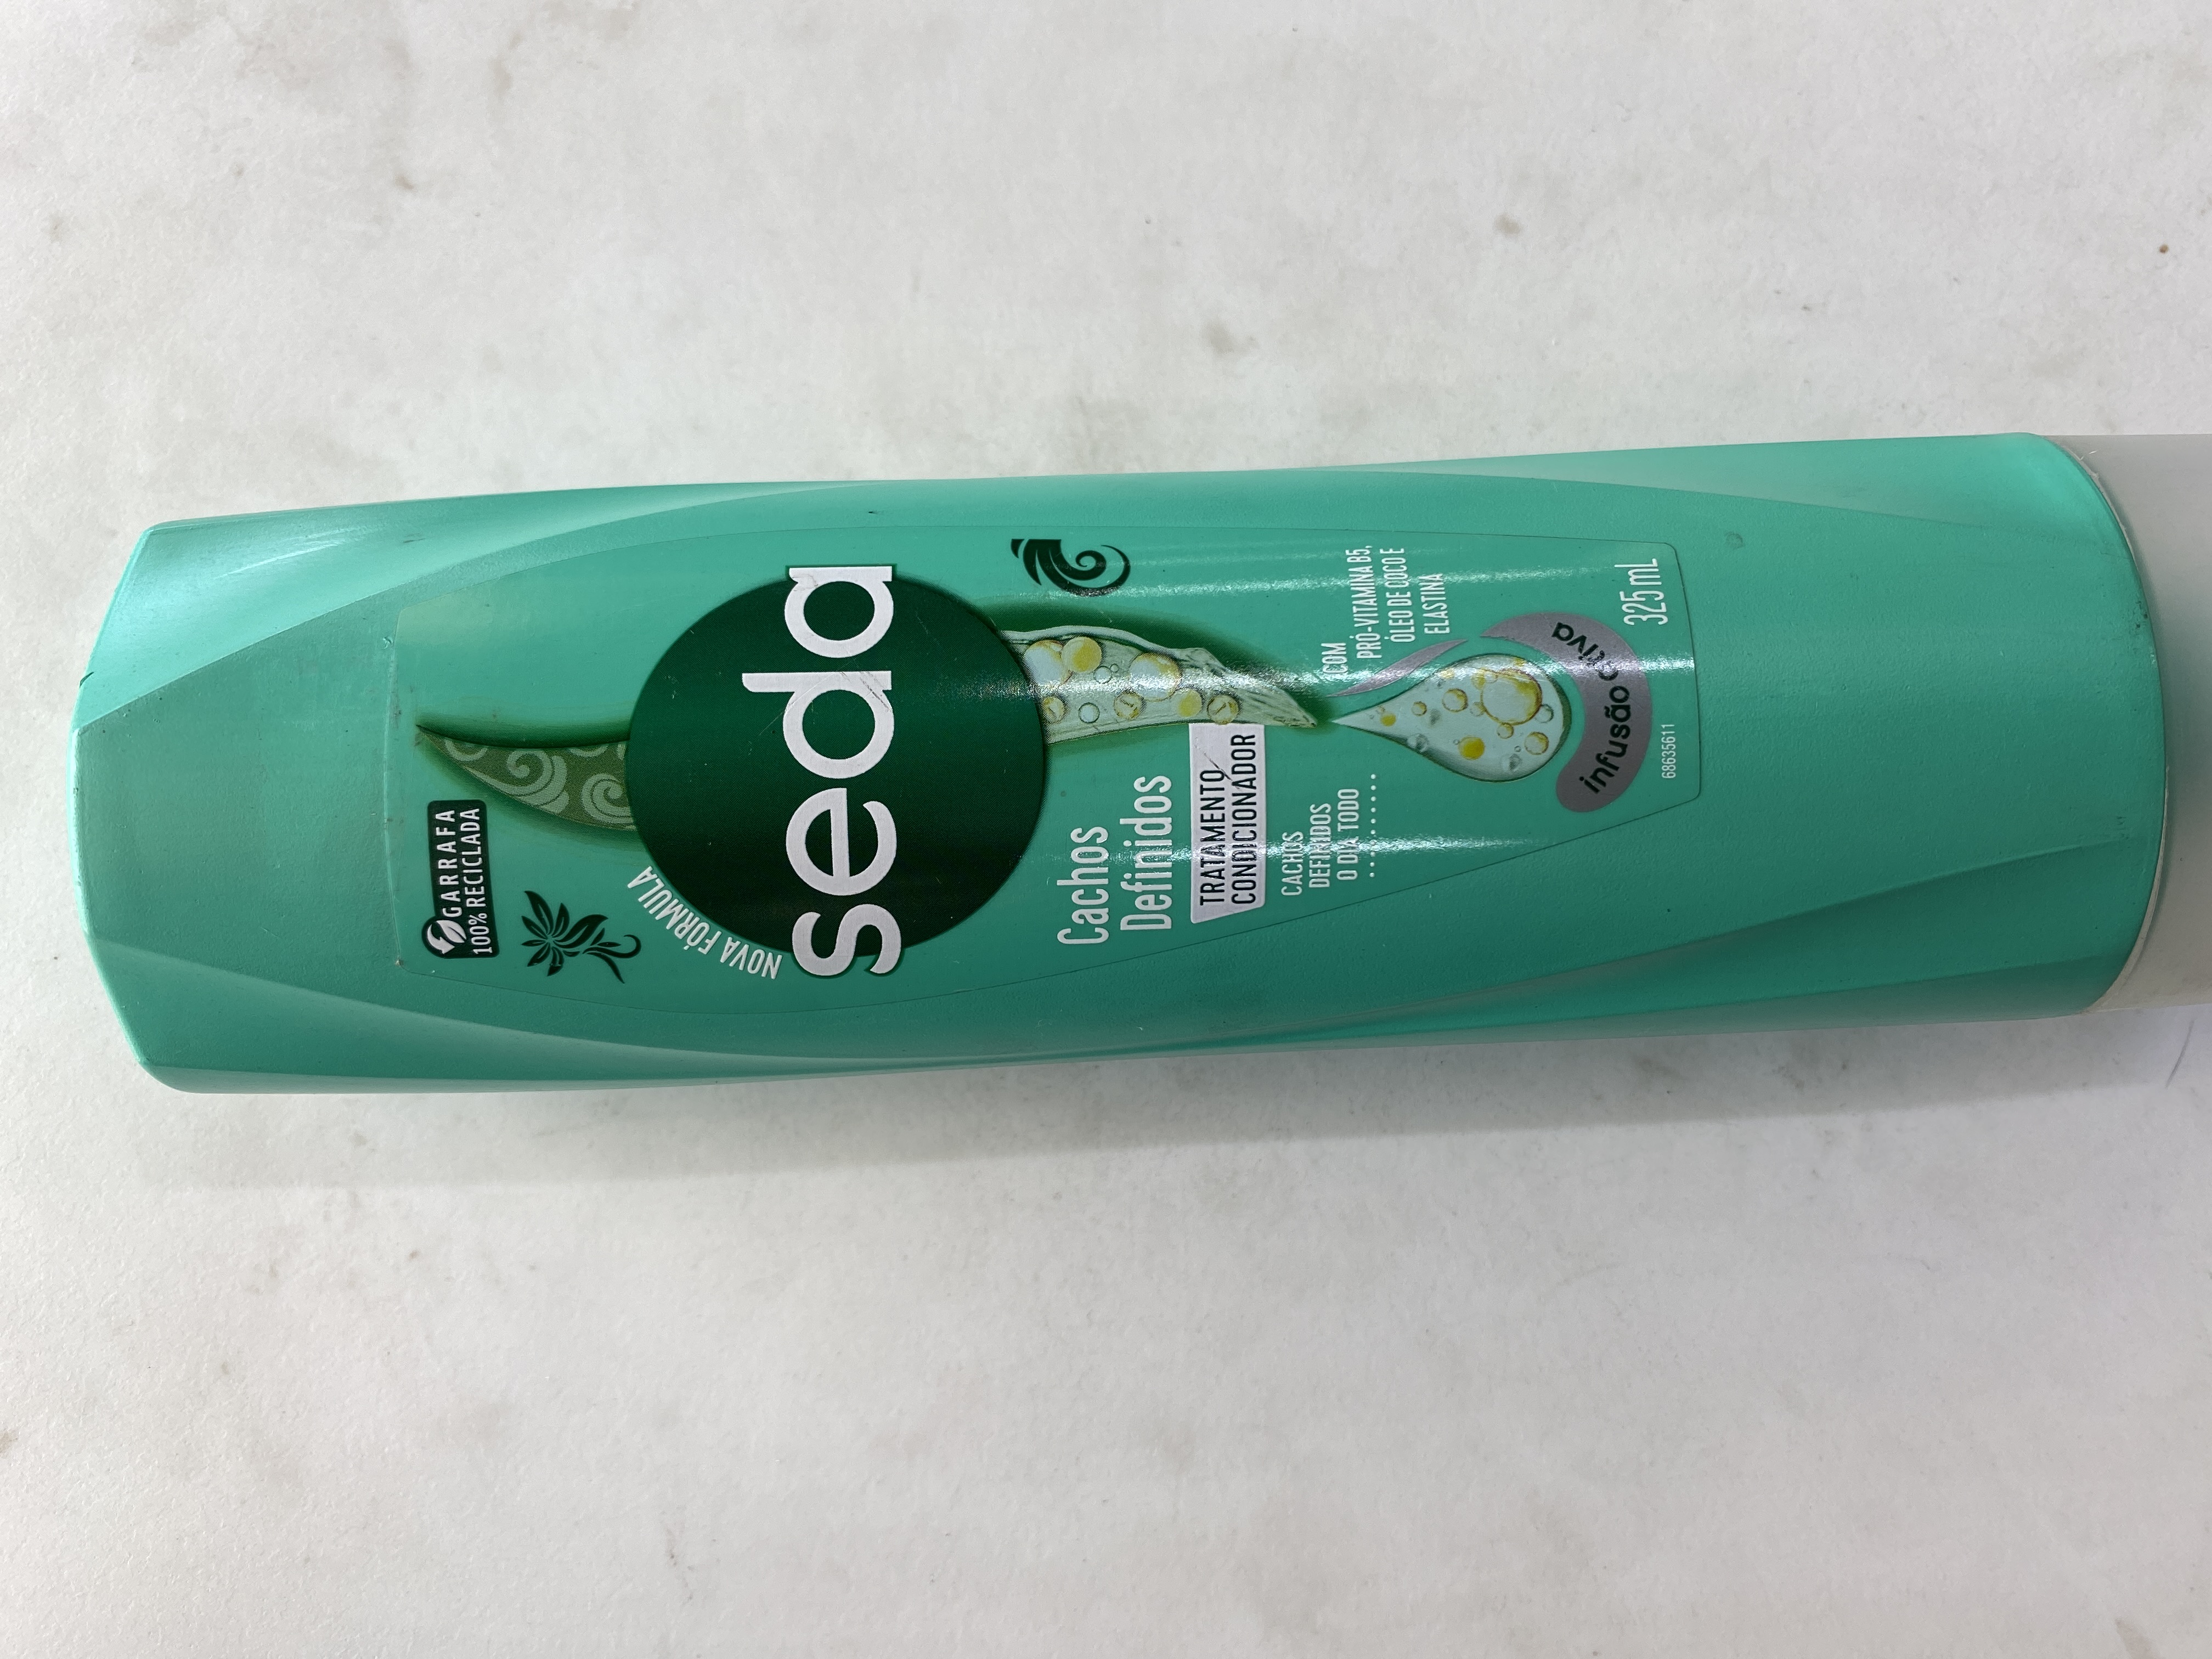 GARRAFA
100% RECICLADA
NOVA FÓRMULA
seda
Cachos
Definidos
TRATAMENTO
CONDICIONADOR
CACHOS
DEFINIDOS
O DIA TODO
COM
PRÓ-VITAMINA B5,
ÓLEO DE COCO E
ELASTINA
infusão ativa
325 mL
68635611